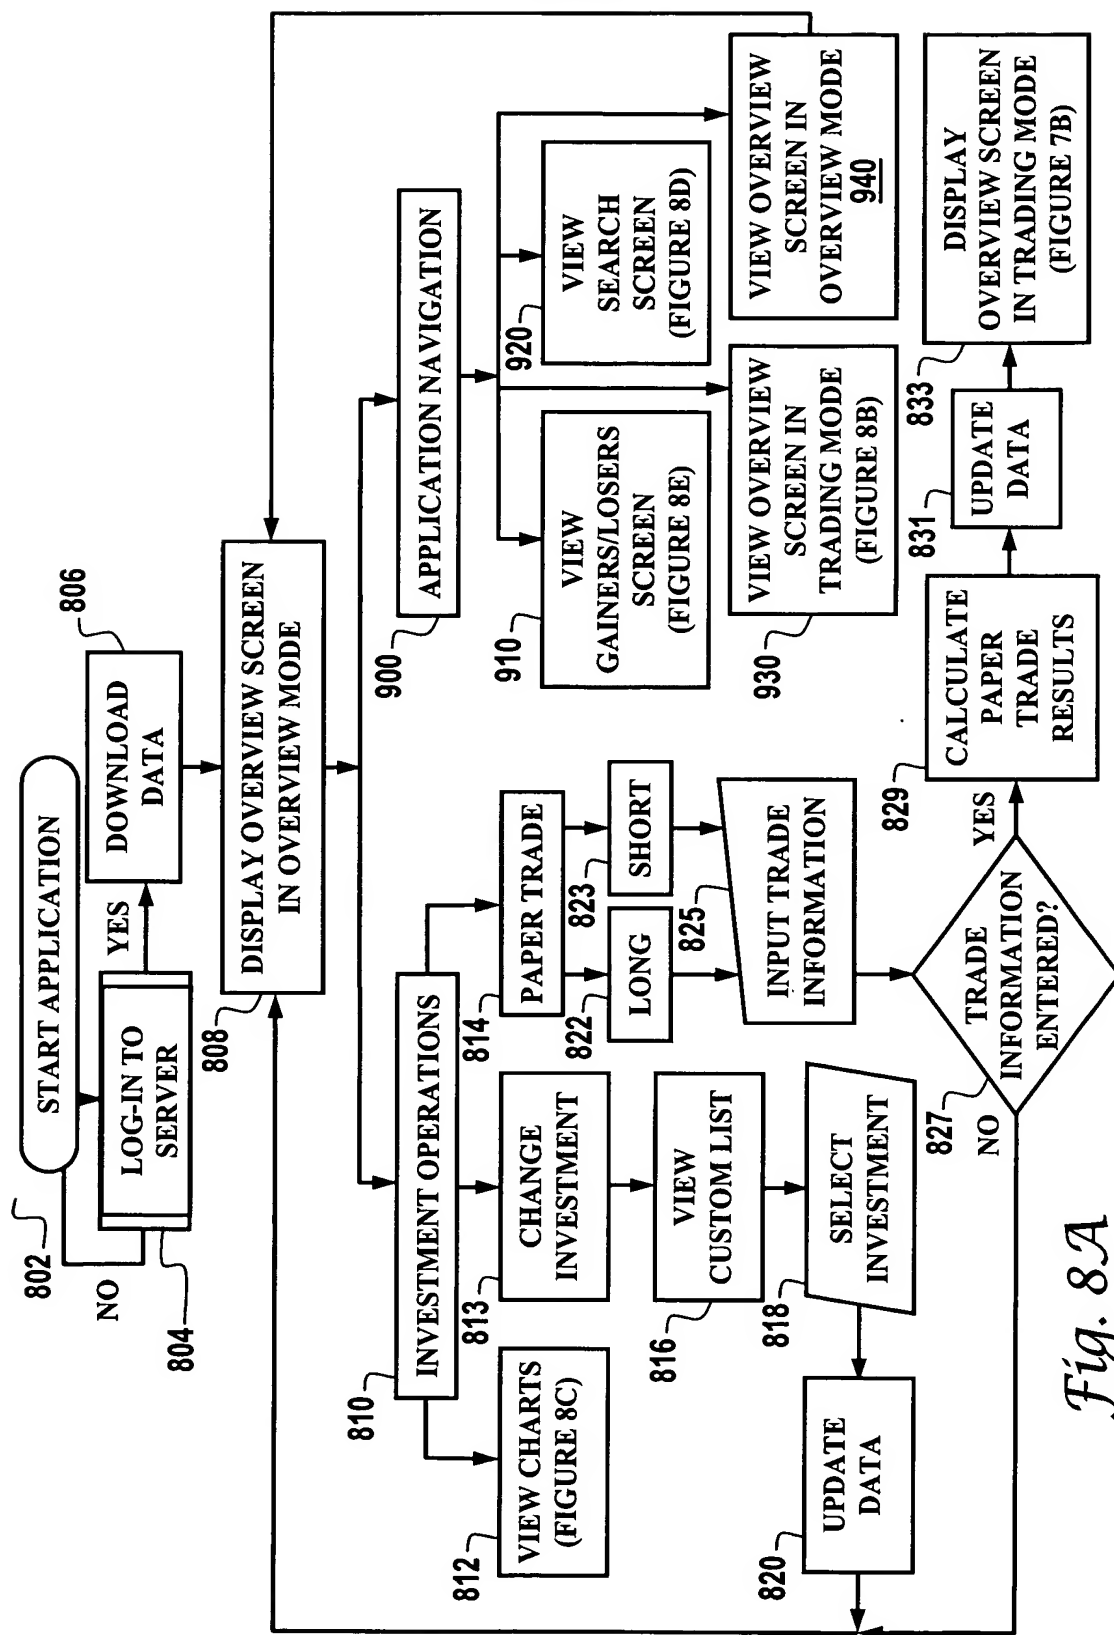 802
START APPLICATION
NO
804
LOG-IN TO
SERVER
YES
806
DOWNLOAD
DATA
808
DISPLAY OVERVIEW SCREEN
IN OVERVIEW MODE
810
INVESTMENT OPERATIONS
900
APPLICATION NAVIGATION
812
VIEW CHARTS
(FIGURE 8C)
813
CHANGE
INVESTMENT
814
PAPER TRADE
816
VIEW
CUSTOM LIST
818
SELECT
INVESTMENT
820
UPDATE
DATA
822
LONG
823
SHORT
825
INPUT TRADE
INFORMATION
827
TRADE
INFORMATION
ENTERED?
NO
YES
829
CALCULATE
PAPER
TRADE
RESULTS
831
UPDATE
DATA
833
DISPLAY
OVERVIEW SCREEN
IN TRADING MODE
(FIGURE 7B)
910
VIEW
GAINERS/LOSERS
SCREEN
(FIGURE 8E)
920
VIEW
SEARCH
SCREEN
(FIGURE 8D)
930
VIEW OVERVIEW
SCREEN IN
TRADING MODE
(FIGURE 8B)
VIEW OVERVIEW
SCREEN IN
OVERVIEW MODE
940
Fig. 8A